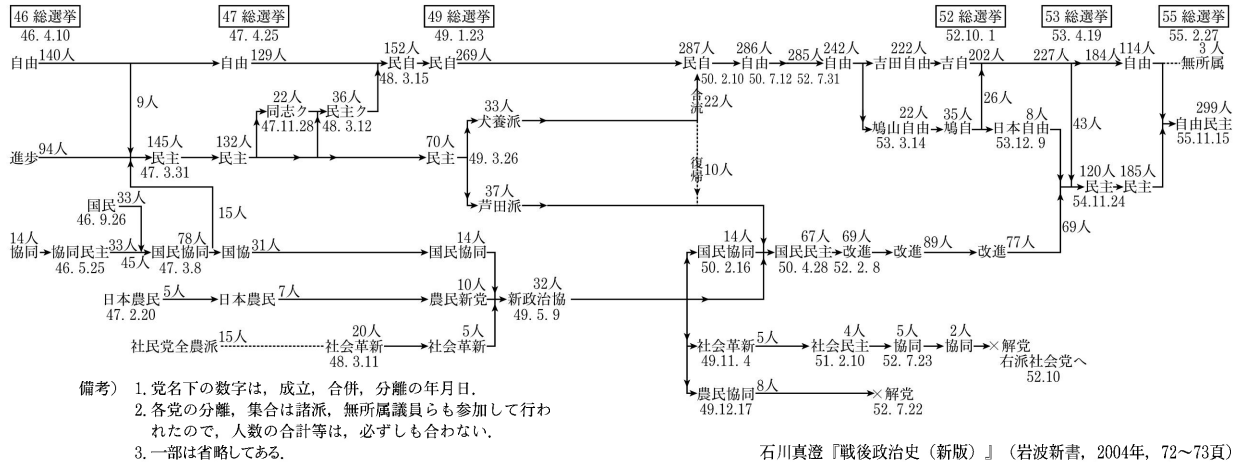 46 総選挙
46. 4.10
47 総選挙
47. 4.25
49 総選挙
49. 1.23
52 総選挙
52.10. 1
53 総選挙
53. 4.19
55 総選挙
55. 2.27
自由 140人
自由 129人
152人
民自
48. 3.15
民自 269人
287人
民自
50. 2.10
286人
自由
50. 7.12
285人
52. 7.31
242人
自由
222人
吉田自由
吉自
202人
227人
184人
114人
自由
3人
無所属
9人
22人
同志ク
47.11.28
36人
民主ク
48. 3.12
33人
犬養派
合流
22人
22人
鳩山自由
53. 3.14
35人
鳩自
26人
8人
日本自由
53.12. 9
43人
299人
自由民主
55.11.15
進歩 94人
145人
民主
47. 3.31
132人
民主
70人
民主
49. 3.26
復帰
10人
37人
芦田派
120人
民主
54.11.24
185人
民主
国民 33人
46. 9.26
15人
69人
14人
協同
協同民主
46. 5.25
33人
45人
78人
国民協同
47. 3. 8
国協 31人
14人
国民協同
14人
国民協同
50. 2.16
67人
国民民主
50. 4.28
69人
改進
52. 2. 8
改進 89人
改進 77人
日本農民 5人
47. 2.20
日本農民 7人
10人
農民新党
32人
新政治協
49. 5. 9
社民党全農派 15人
20人
社会革新
48. 3.11
5人
社会革新
社会革新 5人
49.11. 4
4人
社会民主
51. 2.10
5人
協同
52. 7.23
2人
協同
×解党
右派社会党へ
52.10
農民協同 8人
49.12.17
×解党
52. 7.22
備考） 1. 党名下の数字は，成立，合併，分離の年月日．
2. 各党の分離，集合は諸派，無所属議員らも参加して行わ
れたので，人数の合計等は，必ずしも合わない．
3. 一部は省略してある．
石川真澄『戦後政治史（新版）』（岩波新書，2004年，72～73頁）